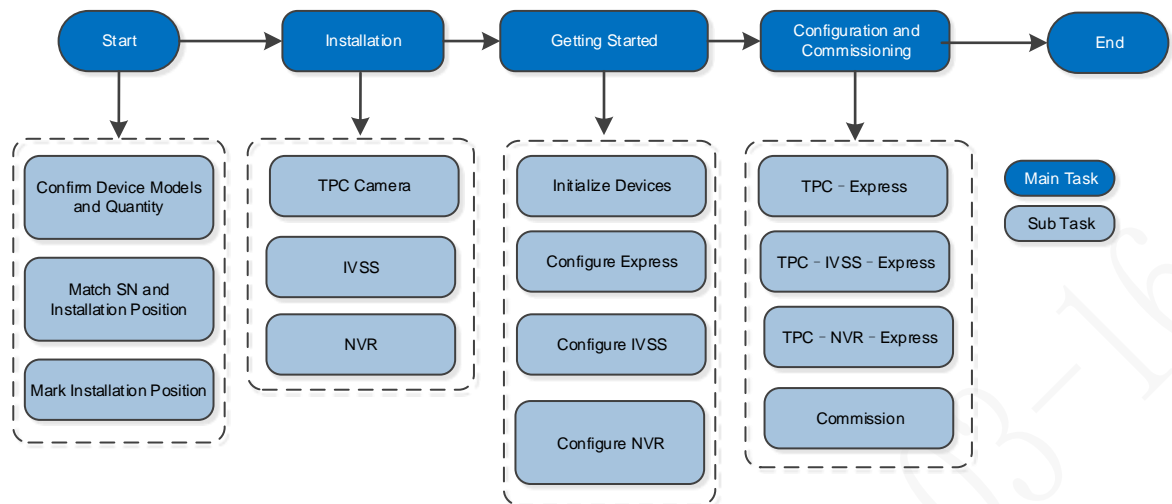 Start
Installation
Getting Started
Configuration and
Commissioning
End
Confirm Device Models
and Quantity
Match SN and
Installation Position
Mark Installation Position
TPC Camera
IVSS
NVR
Initialize Devices
Configure Express
Configure IVSS
Configure NVR
TPC - Express
TPC - IVSS - Express
TPC - NVR - Express
Commission
Main Task
Sub Task
03-16